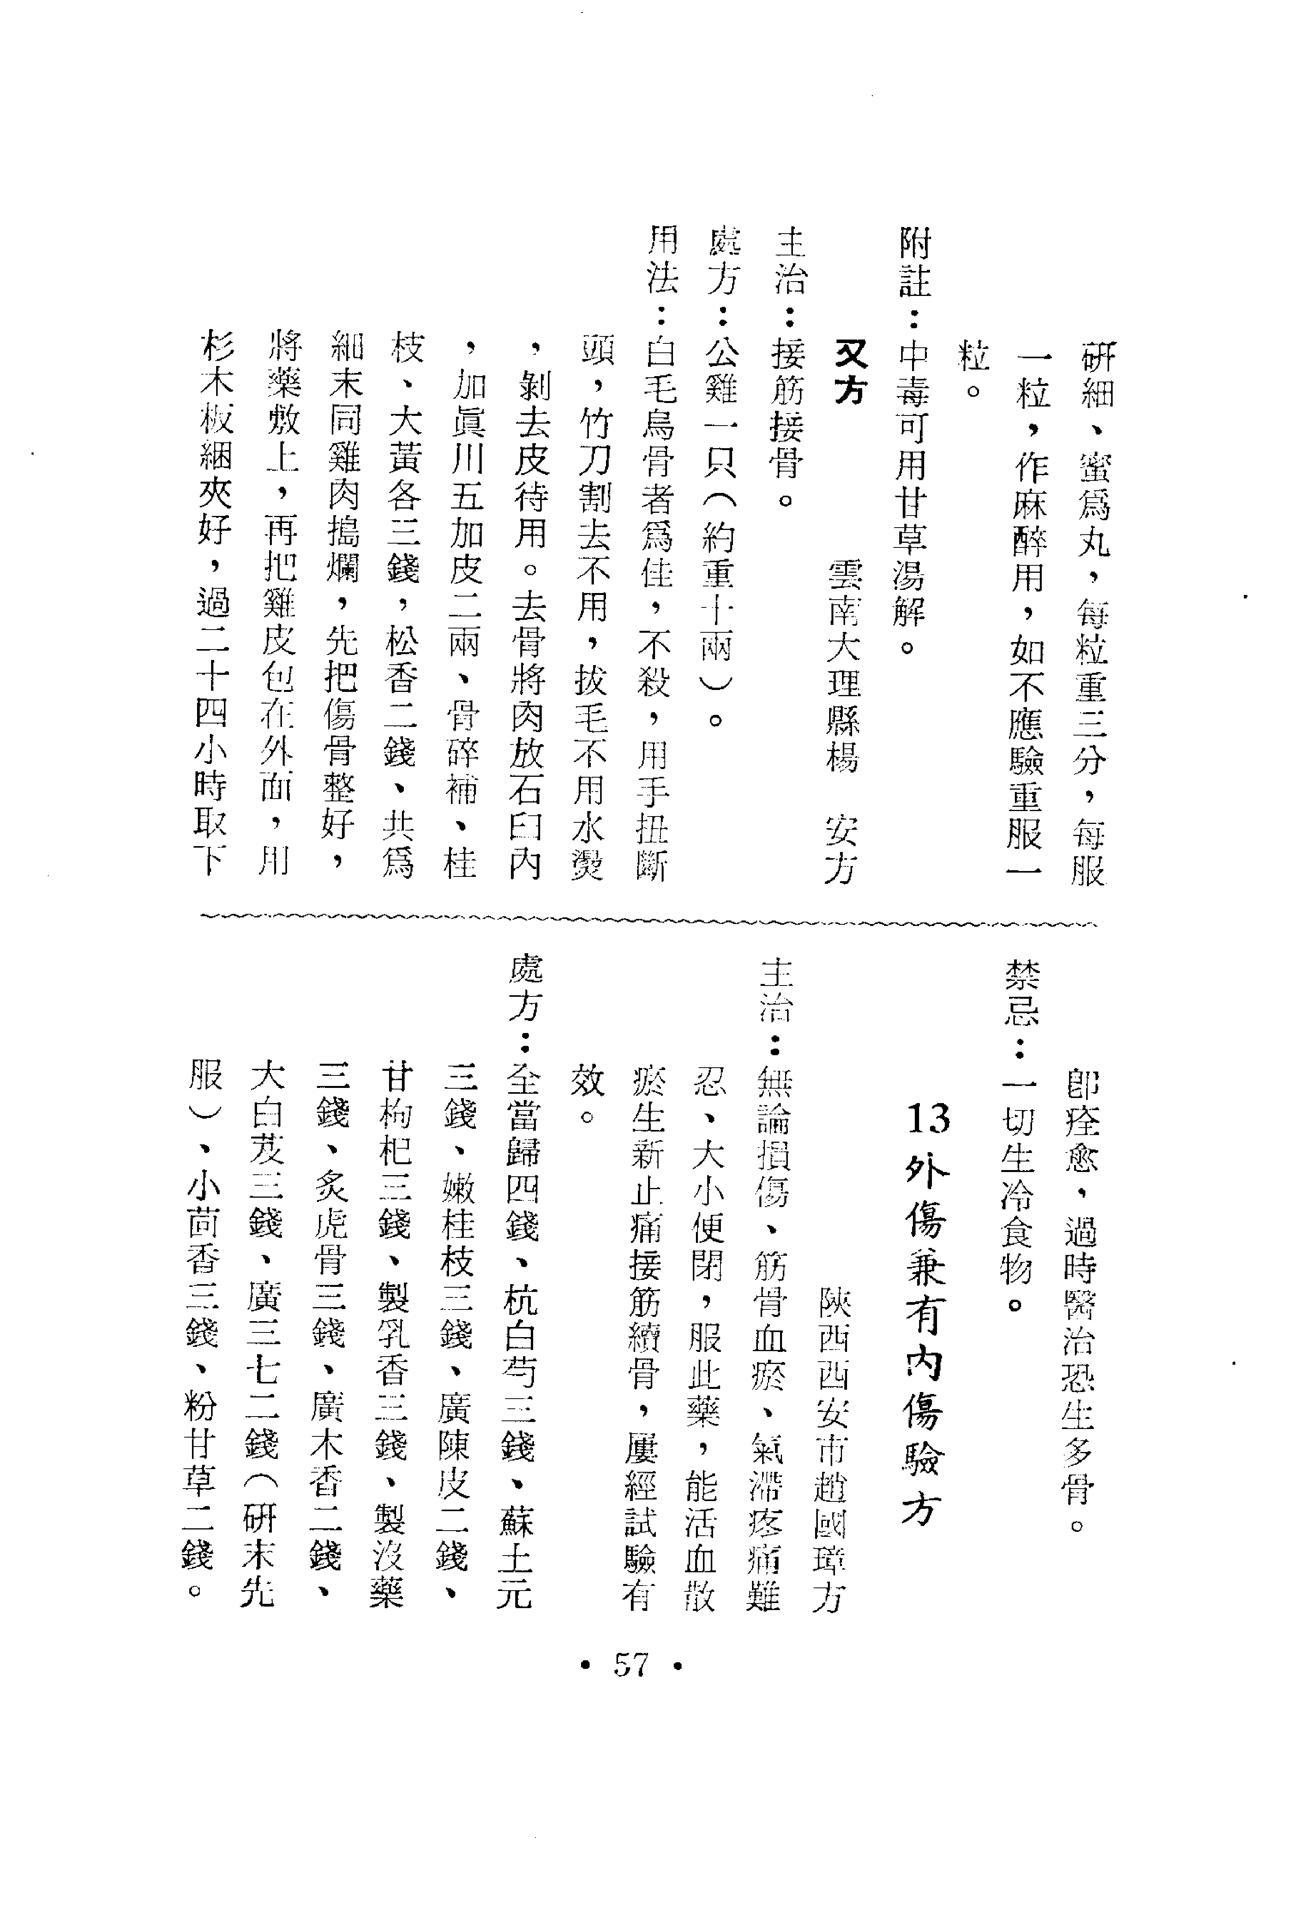 硏細、蜜爲丸，每粒重三分，每服
一粒，作麻醉用，如不應驗重服一
粒。
附註：中毒可用甘草湯解。
又方　雲南大理縣楊　安方
主治：接筋接骨。
處方：公雞一只（約重十兩）。
用法：白毛烏骨者爲佳，不殺，用手扭斷
頭，竹刀割去不用，拔毛不用水燙
，剝去皮待用。去骨將肉放石臼內
，加眞川五加皮二兩、骨碎補、桂
枝、大黃各三錢，松香二錢、共爲
細末同雞肉搗爛，先把傷骨整好，
將藥敷上，再把雞皮包在外面，用
杉木板綑夾好，過二十四小時取下
卽痊愈，過時醫治恐生多骨。
禁忌：一切生冷食物。
13外傷兼有內傷驗方
陝西西安市趙國璋方
主治：無論損傷、筋骨血瘀、氣滯疼痛難
忍、大小便閉，服此藥，能活血散
瘀生新止痛接筋續骨，屢經試驗有
效。
處方：全當歸四錢、杭白芍三錢、蘇土元
三錢、嫩桂枝三錢、廣陳皮二錢、
甘枸杞三錢、製乳香三錢、製沒藥
三錢、炙虎骨三錢、廣木香二錢、
大白芨三錢、廣三七二錢（硏末先
服）、小茴香三錢、粉甘草二錢。
• 57 •